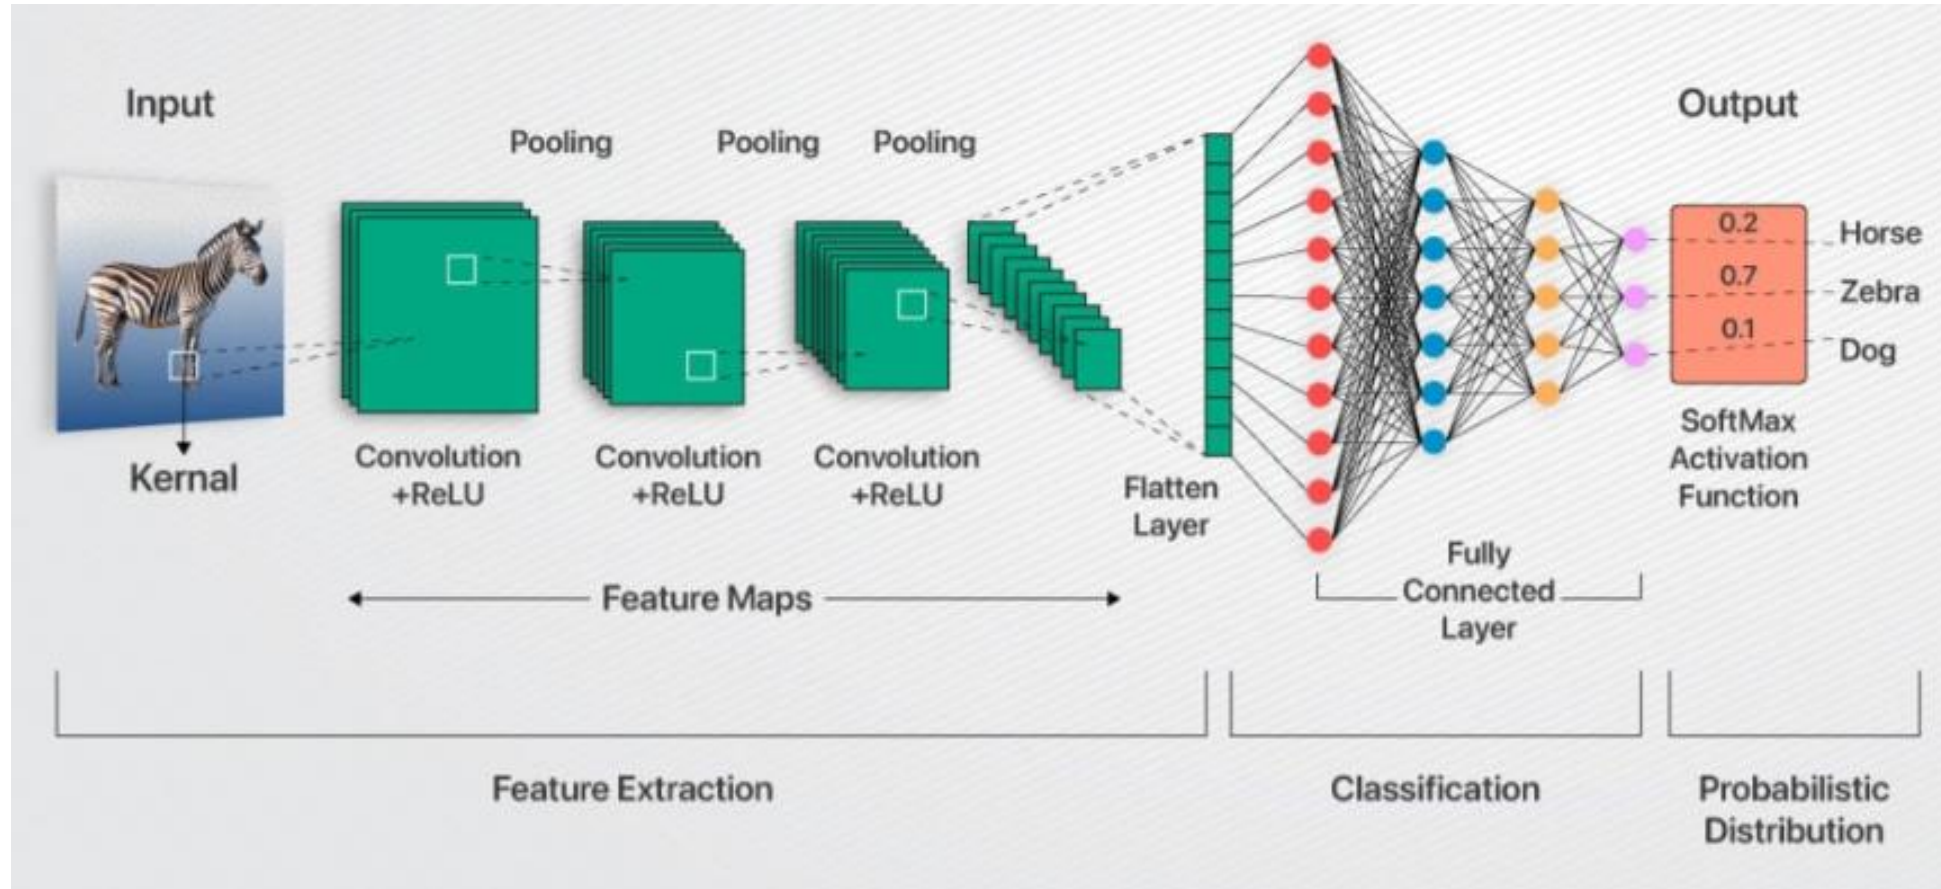 Input
Output
Pooling
Pooling
Pooling
0.2
Horse
0.7
Zebra
0.1
Dog
Kernal
Convolution
+ReLU
Convolution
+ReLU
Convolution
+ReLU
Flatten
Layer
SoftMax
Activation
Function
Fully
Connected
Layer
Feature Maps
Feature Extraction
Classification
Probabilistic
Distribution